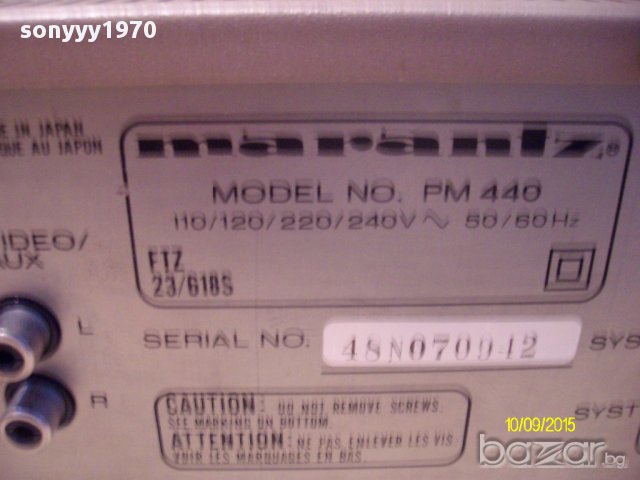 sonyyy1970
E IN JAPAN
QUE AU JAPON
marantz®
MODEL NO. PM 440
110/120/220/240V ~ 50/60Hz
FTZ
23/618S
VIDEO/
AUX
L
R
SERIAL NO. 48N070942
SYS
SYST
CAUTION: DO NOT REMOVE SCREWS.
SEE MARKING ON BOTTOM.
ATTENTION: NE PAS ENLEVER LES VIS
VOIR LES MARQUAGES EN BAS.
10/09/2015
bazar.bg